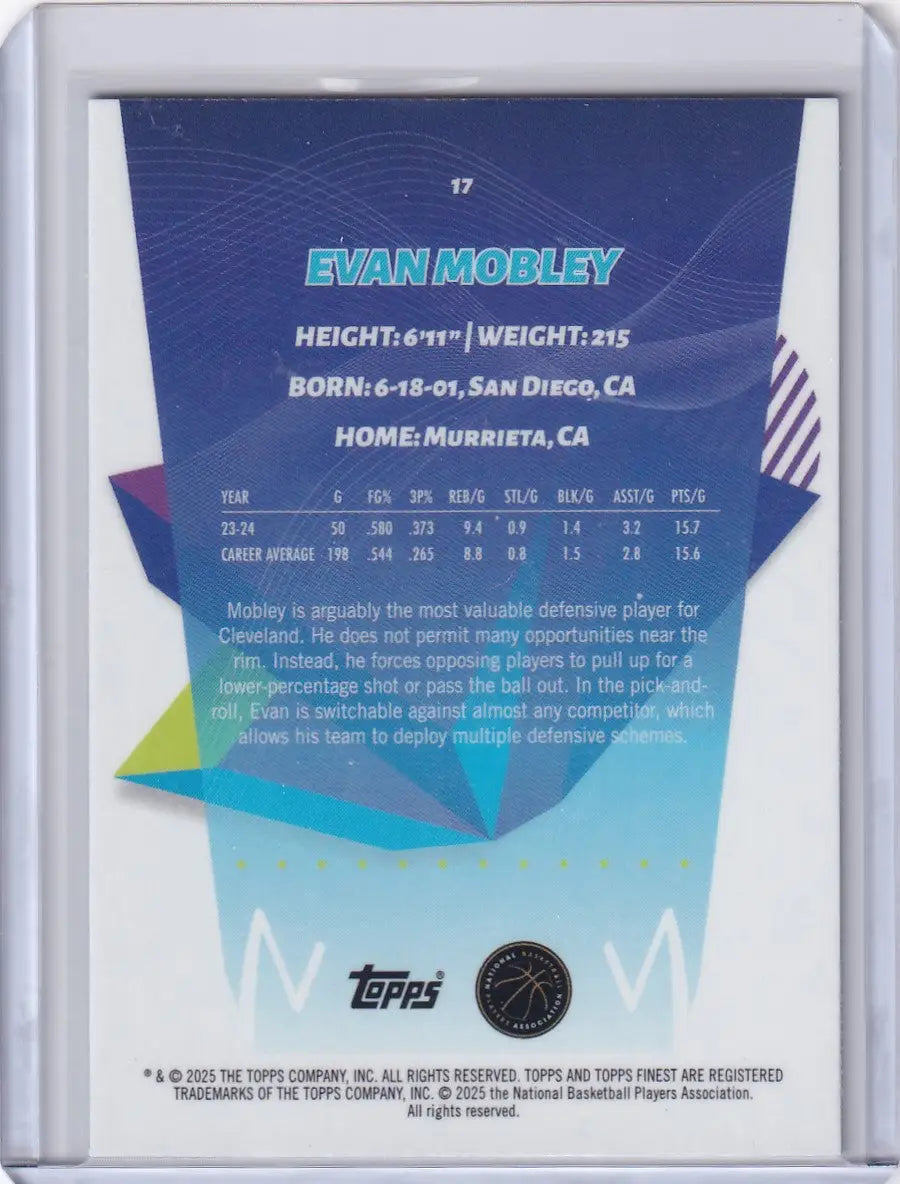 17
EVAN MOBLEY
HEIGHT: 6'11" | WEIGHT: 215
BORN: 6-18-01, SAN DIEGO, CA
HOME: MURRIETA, CA
YEAR G FG% 3P% REB/G STL/G BLK/G ASST/G PTS/G
23-24 50 .580 .373 9.4 0.9 1.4 3.2 15.7
CAREER AVERAGE 198 .544 .265 8.8 0.8 1.5 2.8 15.6
Mobley is arguably the most valuable defensive player for
Cleveland. He does not permit many opportunities near the
rim. Instead, he forces opposing players to pull up for a
lower-percentage shot or pass the ball out. In the pick-and-
roll, Evan is switchable against almost any competitor, which
allows his team to deploy multiple defensive schemes.
TOPPS®
NATIONAL BASKETBALL PLAYERS ASSOCIATION
® & © 2025 THE TOPPS COMPANY, INC. ALL RIGHTS RESERVED. TOPPS AND TOPPS FINEST ARE REGISTERED
TRADEMARKS OF THE TOPPS COMPANY, INC. © 2025 the National Basketball Players Association.
All rights reserved.